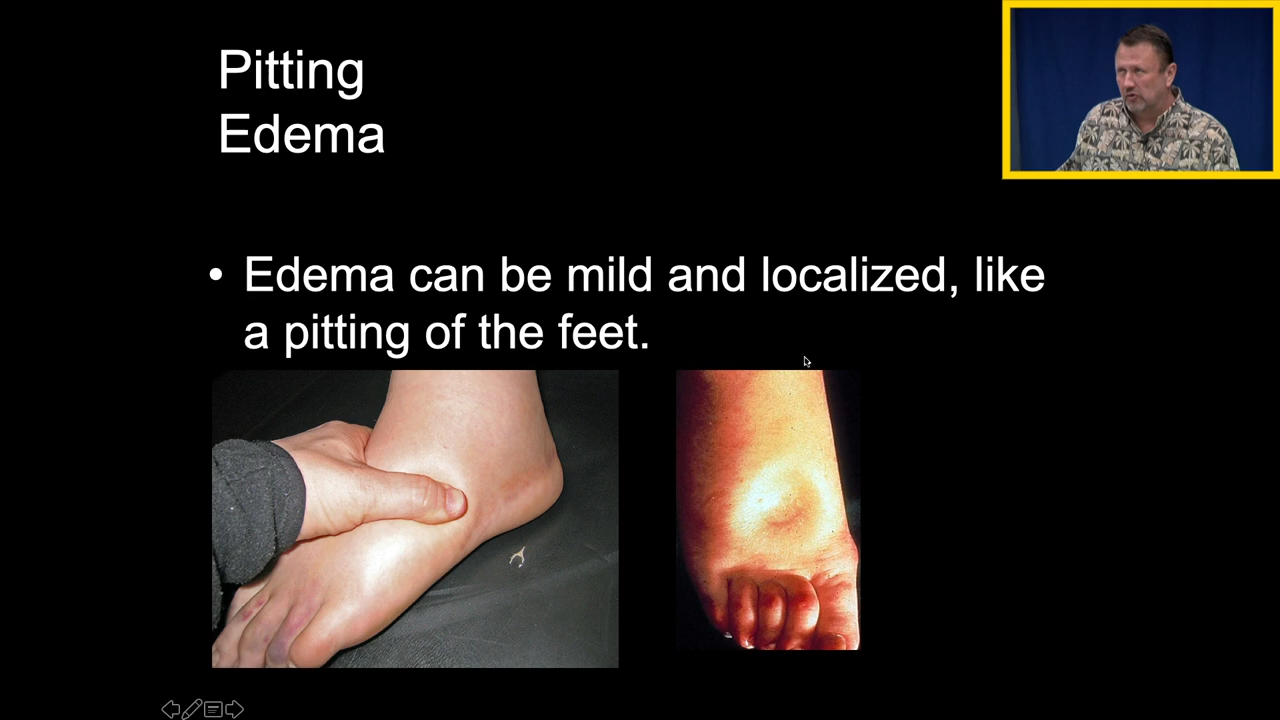 Pitting
Edema
• Edema can be mild and localized, like
a pitting of the feet.